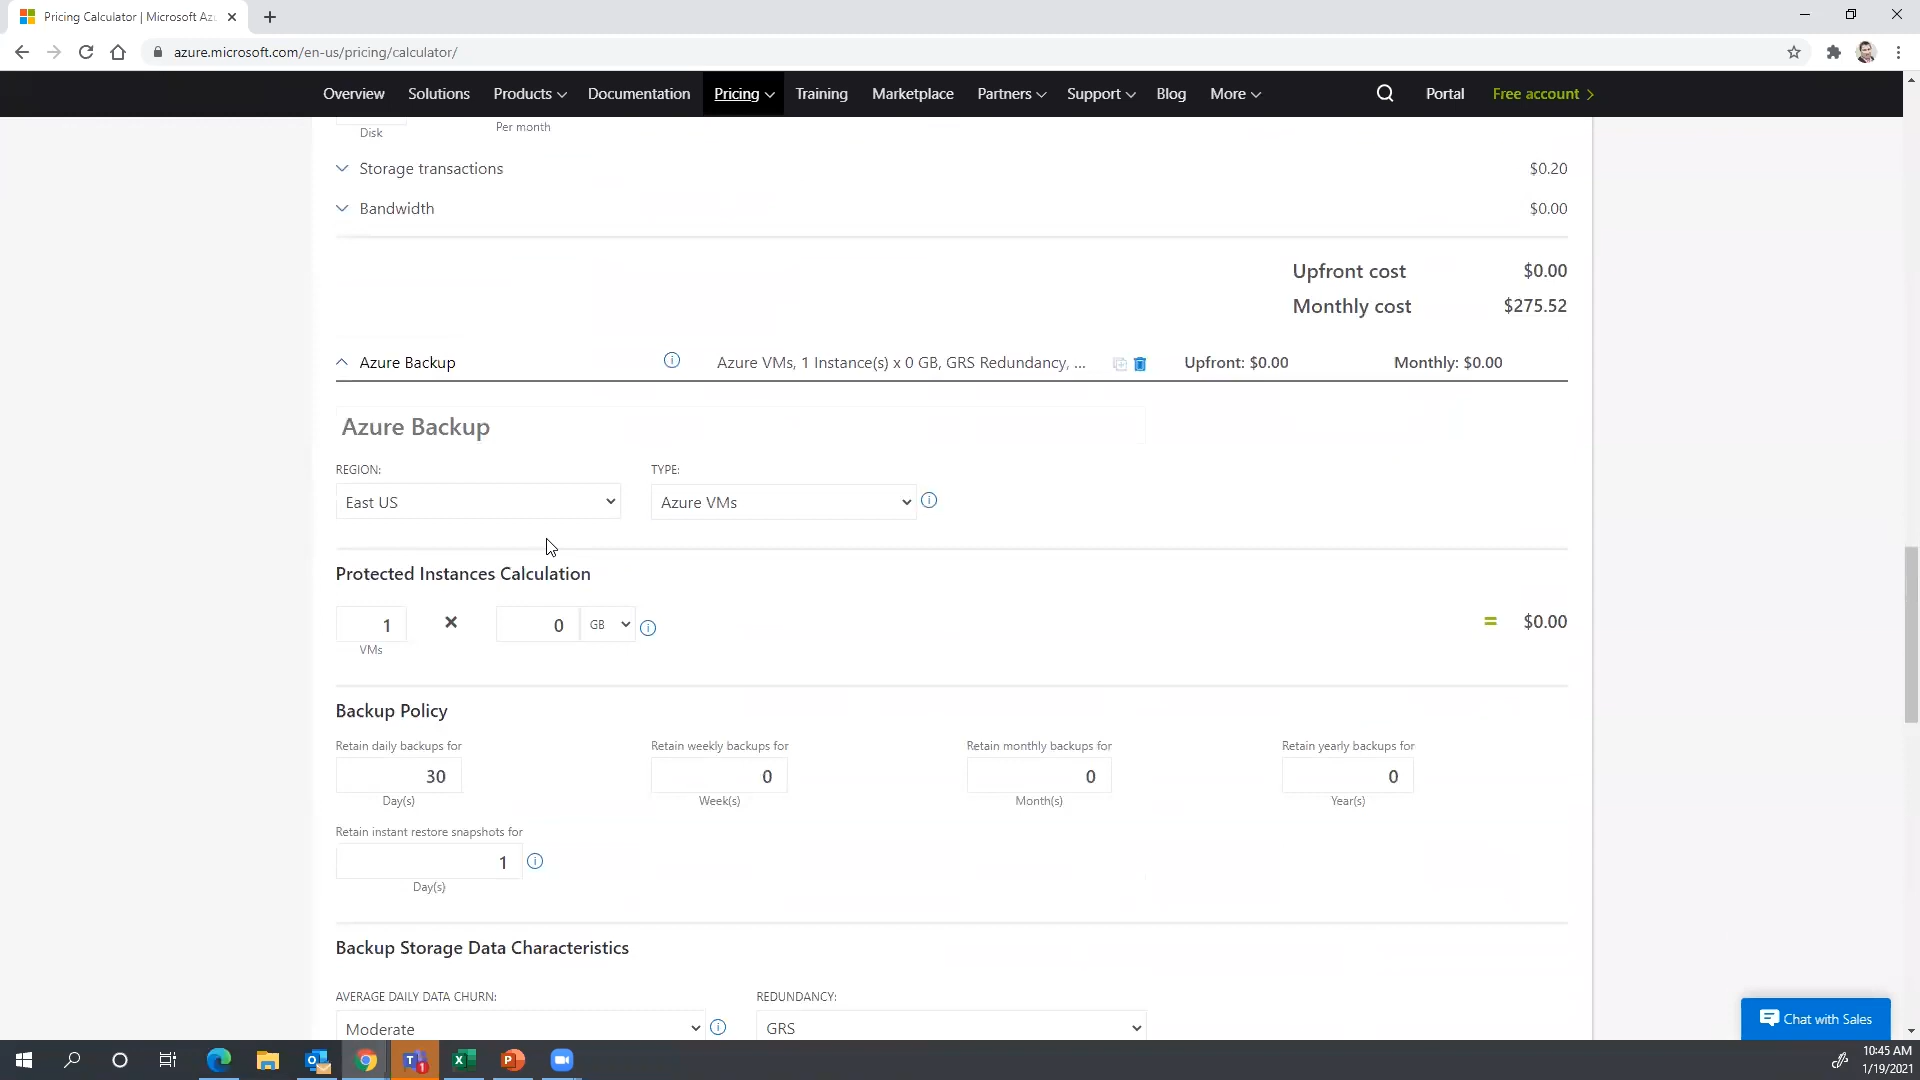 Pricing Calculator | Microsoft Az
azure.microsoft.com/en-us/pricing/calculator/
Overview Solutions Products Documentation Pricing Training Marketplace Partners Support Blog More Portal Free account
Disk Per month
Storage transactions $0.20
Bandwidth $0.00
Upfront cost $0.00
Monthly cost $275.52
Azure Backup Azure VMs, 1 Instance(s) x 0 GB, GRS Redundancy, ... Upfront: $0.00 Monthly: $0.00
Azure Backup
REGION: TYPE:
East US Azure VMs
Protected Instances Calculation
1 × 0 GB = $0.00
VMs
Backup Policy
Retain daily backups for Retain weekly backups for Retain monthly backups for Retain yearly backups for
30 0 0 0
Day(s) Week(s) Month(s) Year(s)
Retain instant restore snapshots for
1
Day(s)
Backup Storage Data Characteristics
AVERAGE DAILY DATA CHURN: REDUNDANCY:
Moderate GRS
Chat with Sales
10:45 AM
1/19/2021